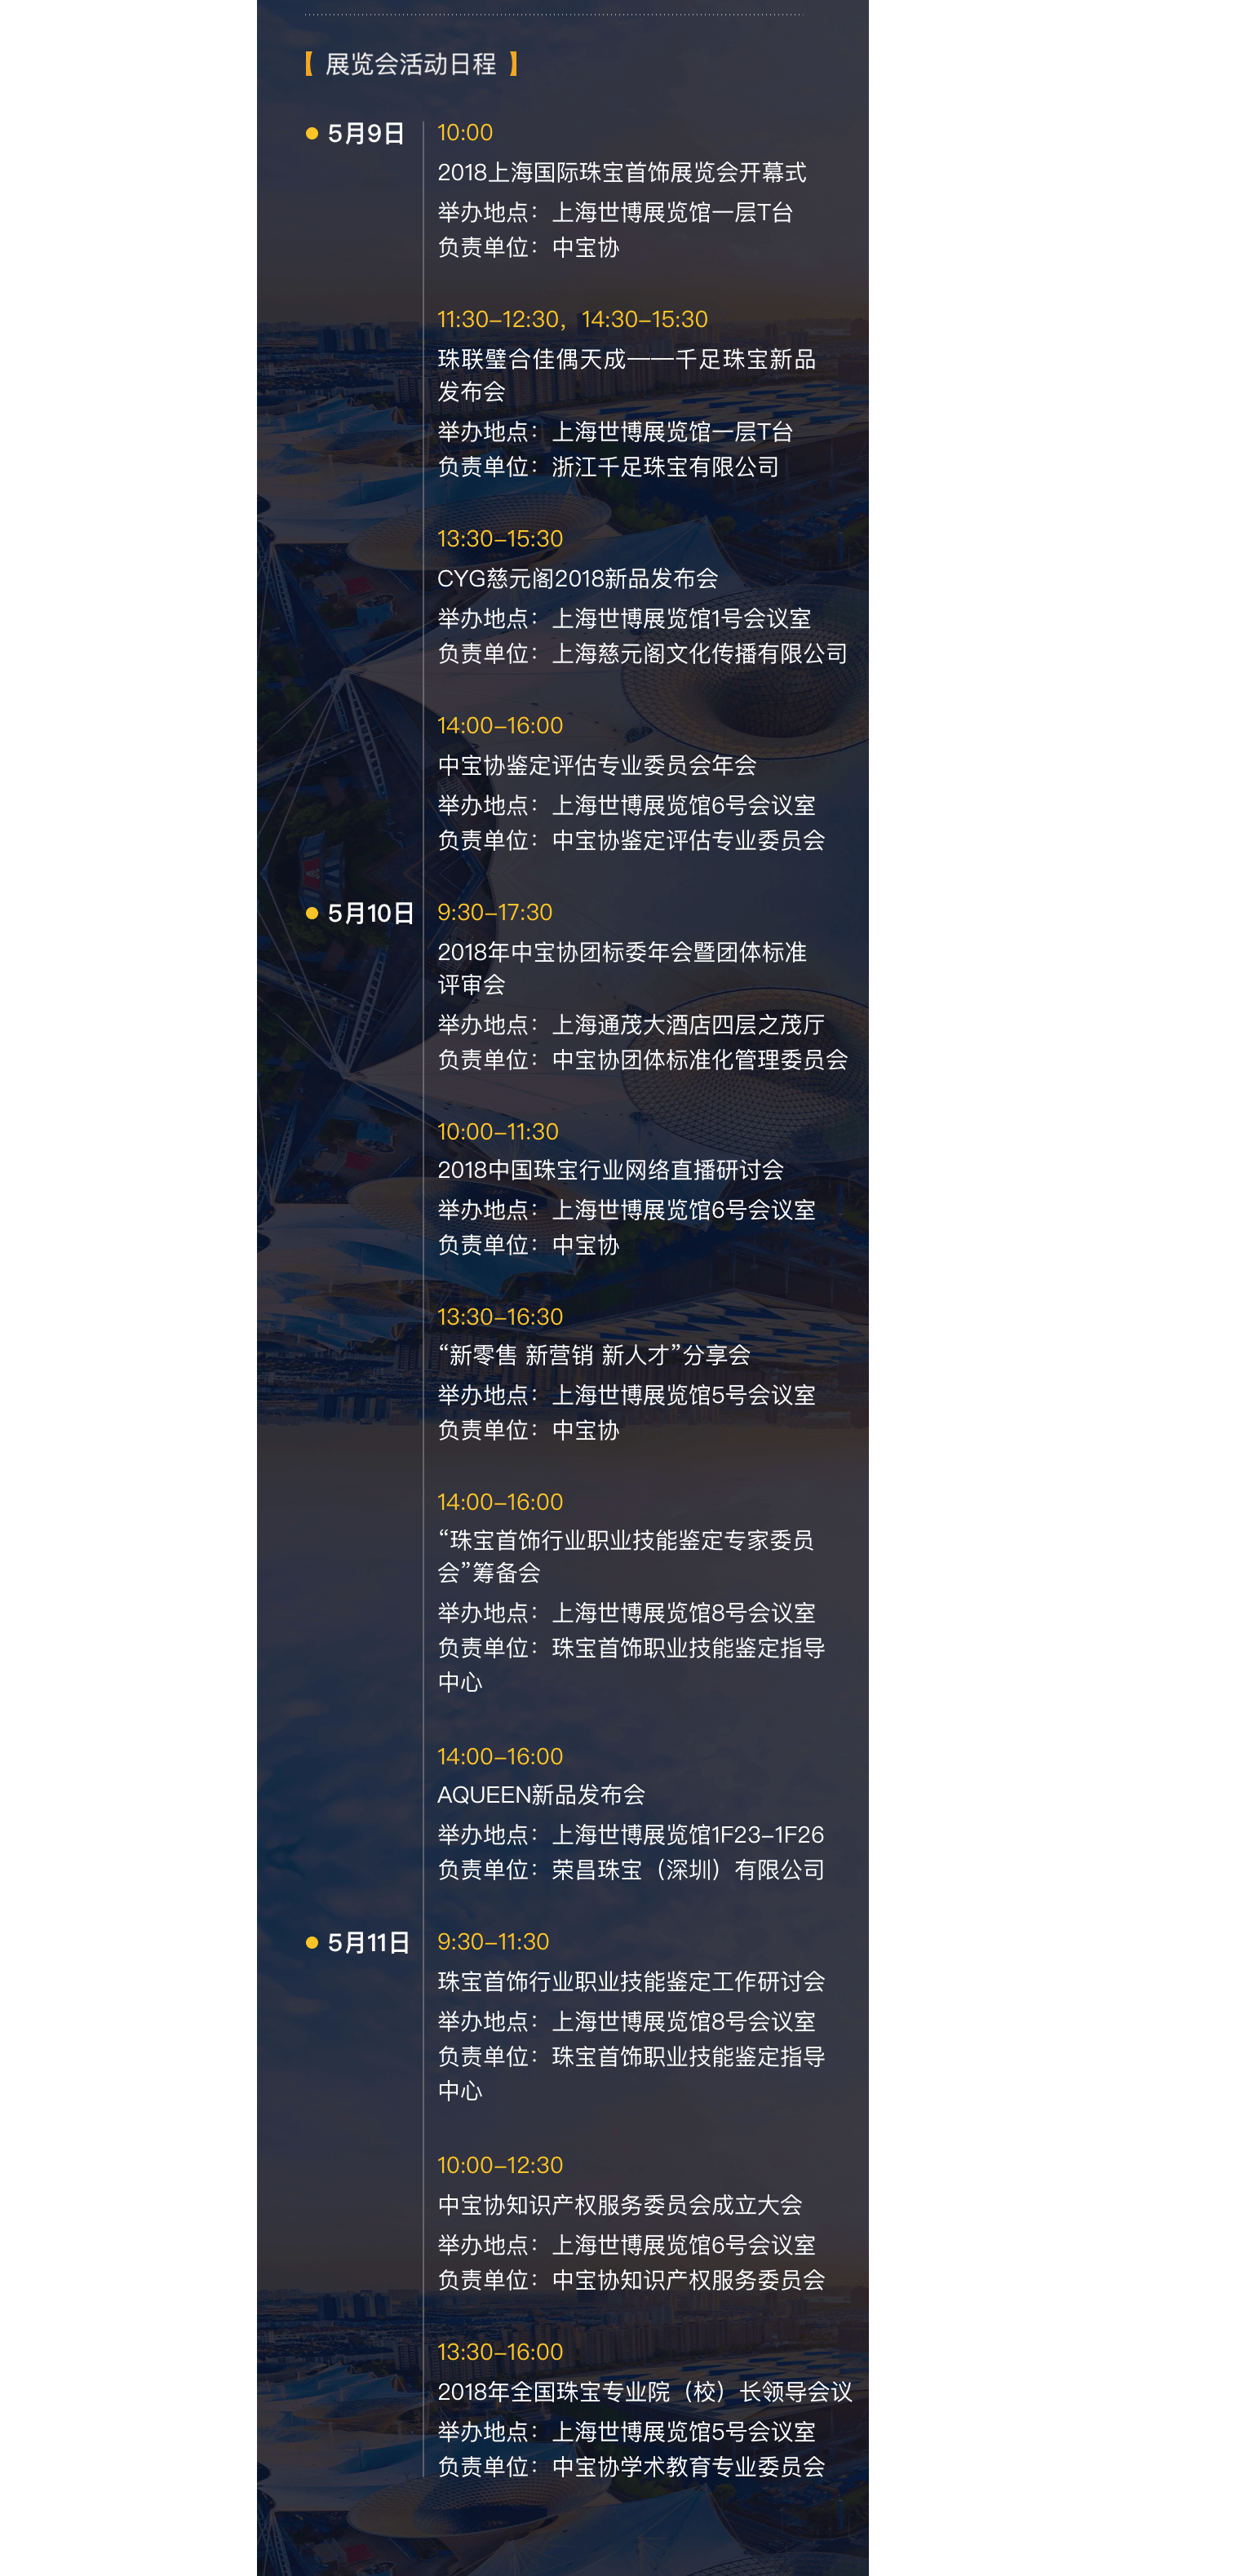 【 展览会活动日程 】
5月9日
10:00
2018上海国际珠宝首饰展览会开幕式
举办地点：上海世博展览馆一层T台
负责单位：中宝协
11:30–12:30，14:30–15:30
珠联璧合佳偶天成——千足珠宝新品
发布会
举办地点：上海世博展览馆一层T台
负责单位：浙江千足珠宝有限公司
13:30–15:30
CYG慈元阁2018新品发布会
举办地点：上海世博展览馆1号会议室
负责单位：上海慈元阁文化传播有限公司
14:00–16:00
中宝协鉴定评估专业委员会年会
举办地点：上海世博展览馆6号会议室
负责单位：中宝协鉴定评估专业委员会
5月10日
9:30–17:30
2018年中宝协团标委年会暨团体标准
评审会
举办地点：上海通茂大酒店四层之茂厅
负责单位：中宝协团体标准化管理委员会
10:00–11:30
2018中国珠宝行业网络直播研讨会
举办地点：上海世博展览馆6号会议室
负责单位：中宝协
13:30–16:30
“新零售 新营销 新人才”分享会
举办地点：上海世博展览馆5号会议室
负责单位：中宝协
14:00–16:00
“珠宝首饰行业职业技能鉴定专家委员
会”筹备会
举办地点：上海世博展览馆8号会议室
负责单位：珠宝首饰职业技能鉴定指导
中心
14:00–16:00
AQUEEN新品发布会
举办地点：上海世博展览馆1F23–1F26
负责单位：荣昌珠宝（深圳）有限公司
5月11日
9:30–11:30
珠宝首饰行业职业技能鉴定工作研讨会
举办地点：上海世博展览馆8号会议室
负责单位：珠宝首饰职业技能鉴定指导
中心
10:00–12:30
中宝协知识产权服务委员会成立大会
举办地点：上海世博展览馆6号会议室
负责单位：中宝协知识产权服务委员会
13:30–16:00
2018年全国珠宝专业院（校）长领导会议
举办地点：上海世博展览馆5号会议室
负责单位：中宝协学术教育专业委员会